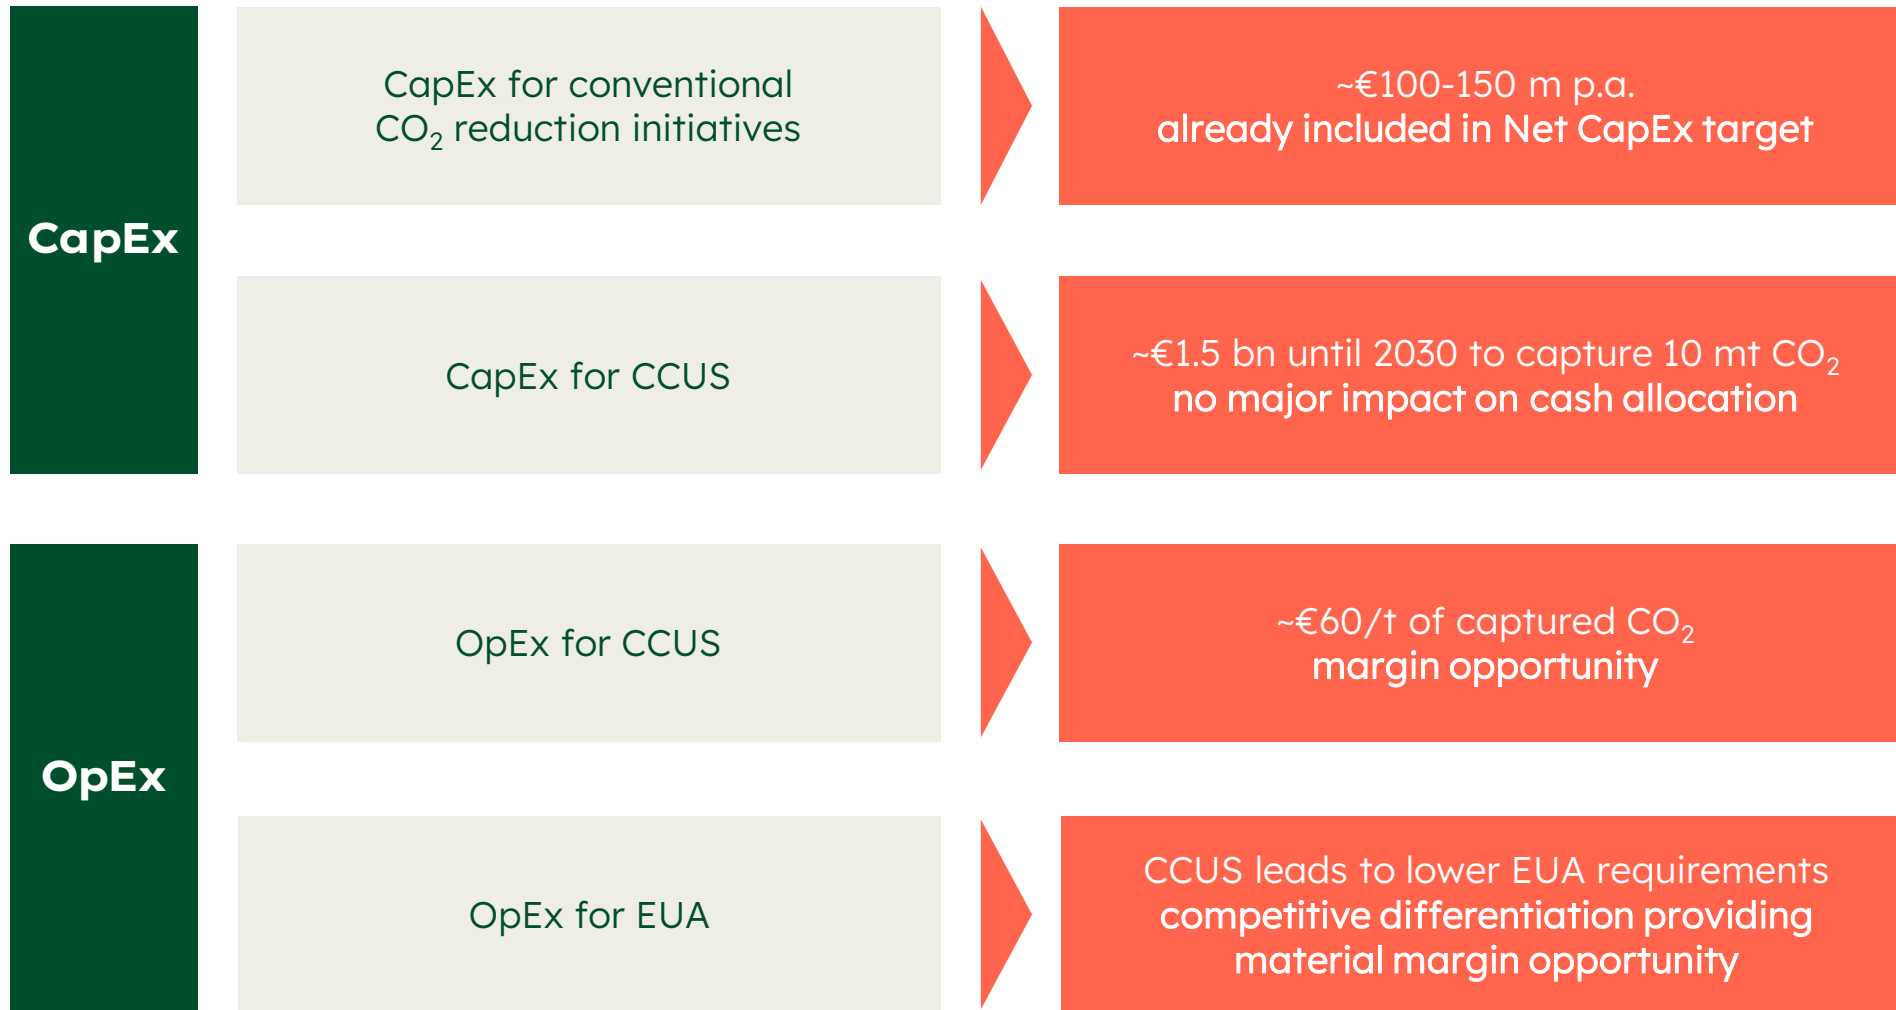 CapEx
CapEx for conventional
CO₂ reduction initiatives
~€100-150 m p.a.
already included in Net CapEx target
CapEx for CCUS
~€1.5 bn until 2030 to capture 10 mt CO₂
no major impact on cash allocation
OpEx
OpEx for CCUS
~€60/t of captured CO₂
margin opportunity
OpEx for EUA
CCUS leads to lower EUA requirements
competitive differentiation providing
material margin opportunity